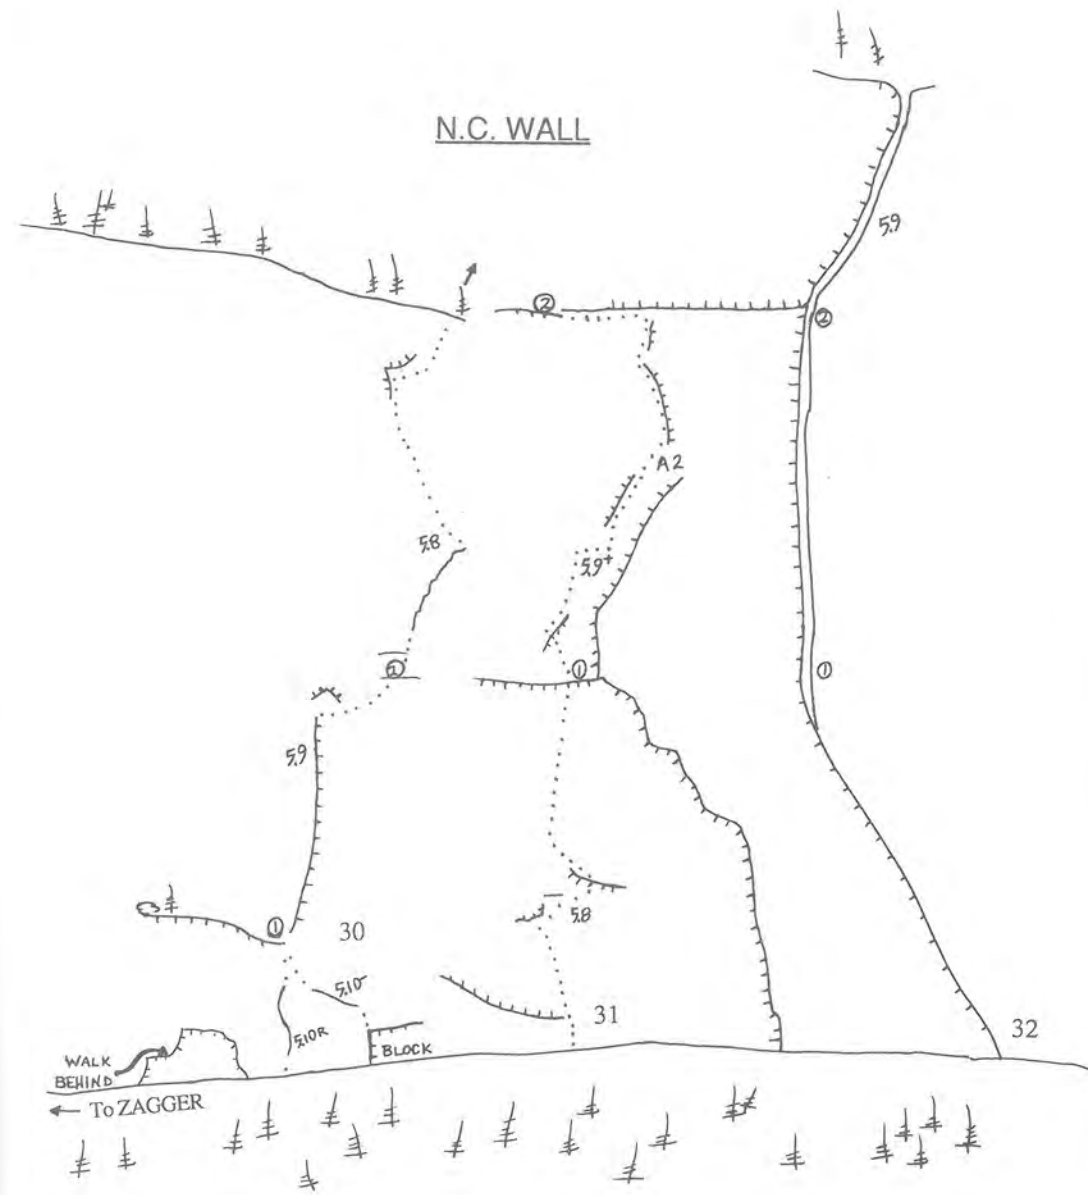 N.C. WALL
5.9
②
②
A2
5.8
5.9+
②
①
①
5.9
5.8
①
30
5.10-
31
5.10R
BLOCK
32
WALK
BEHIND
← To ZAGGER